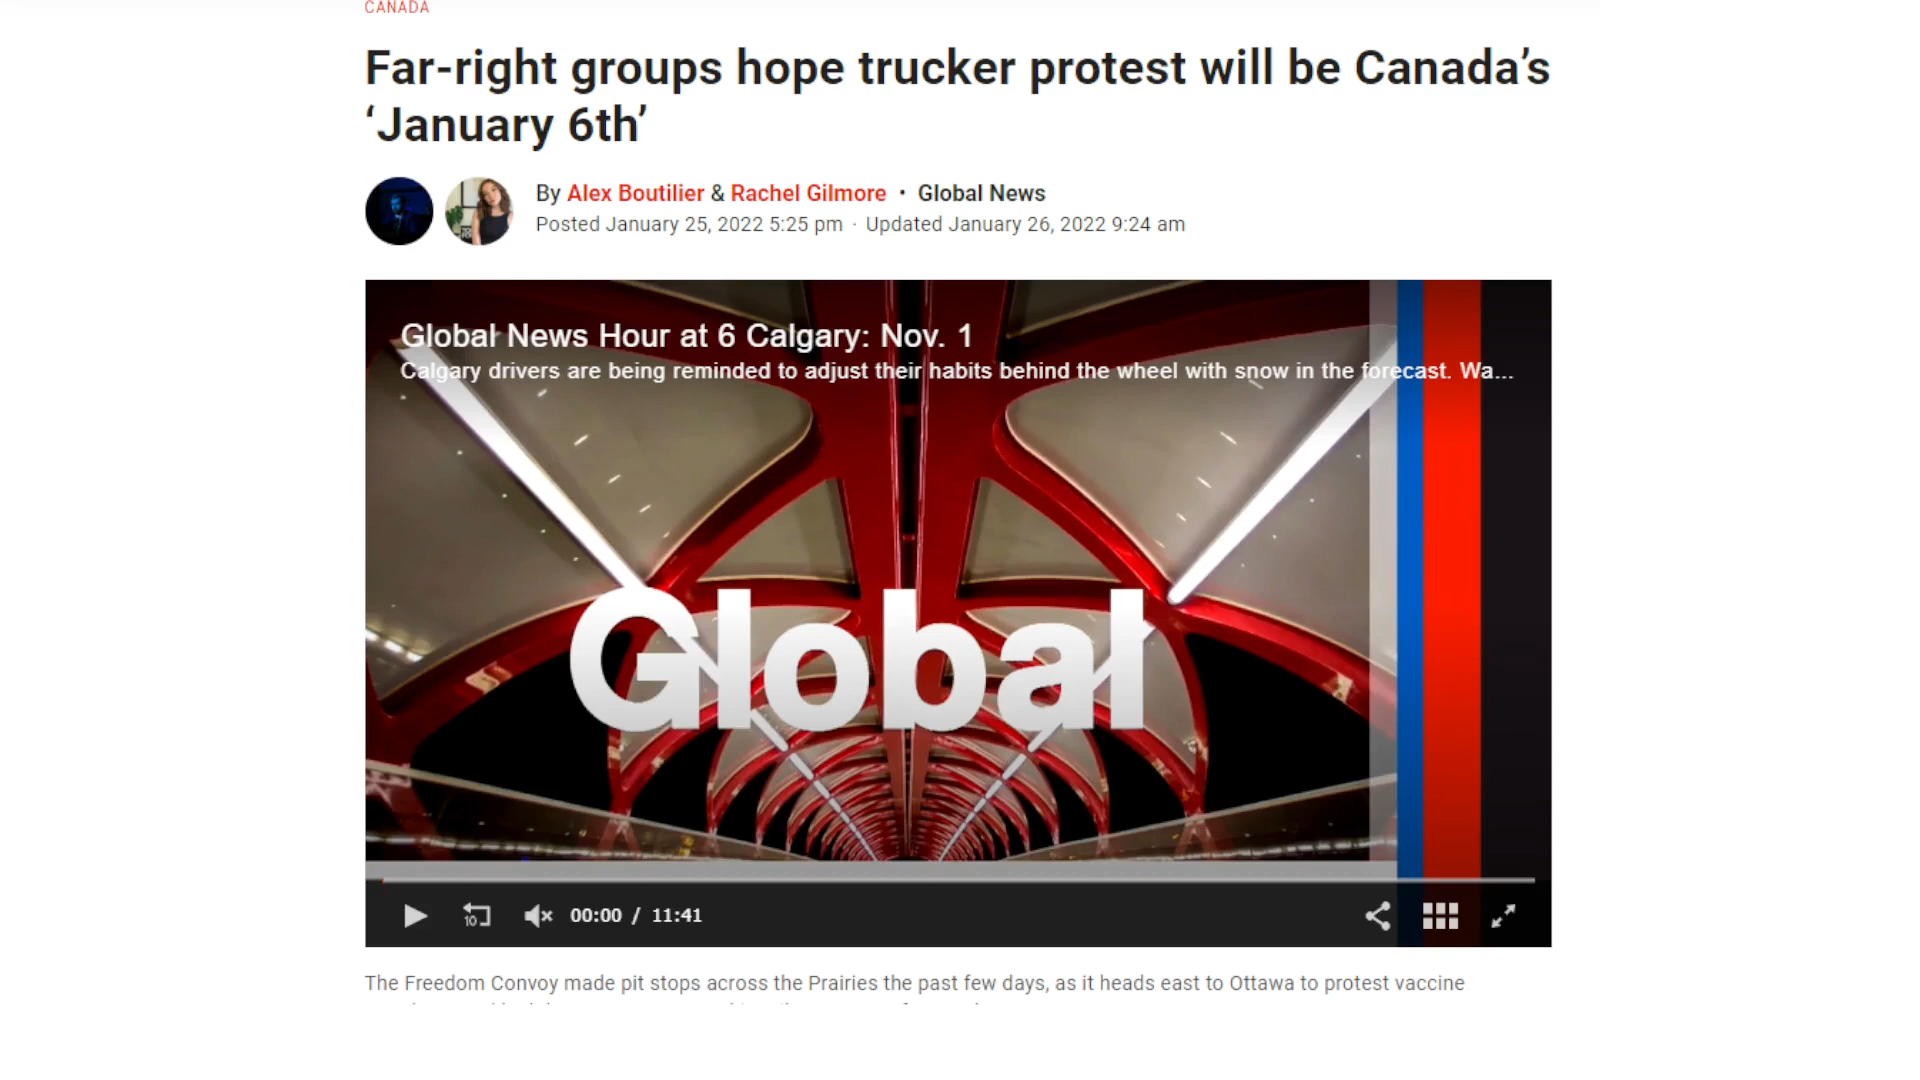 CANADA
Far-right groups hope trucker protest will be Canada’s
‘January 6th’
By Alex Boutilier & Rachel Gilmore • Global News
Posted January 25, 2022 5:25 pm · Updated January 26, 2022 9:24 am
Global News Hour at 6 Calgary: Nov. 1
Calgary drivers are being reminded to adjust their habits behind the wheel with snow in the forecast. Wa...
Global
10
00:00 / 11:41
The Freedom Convoy made pit stops across the Prairies the past few days, as it heads east to Ottawa to protest vaccine